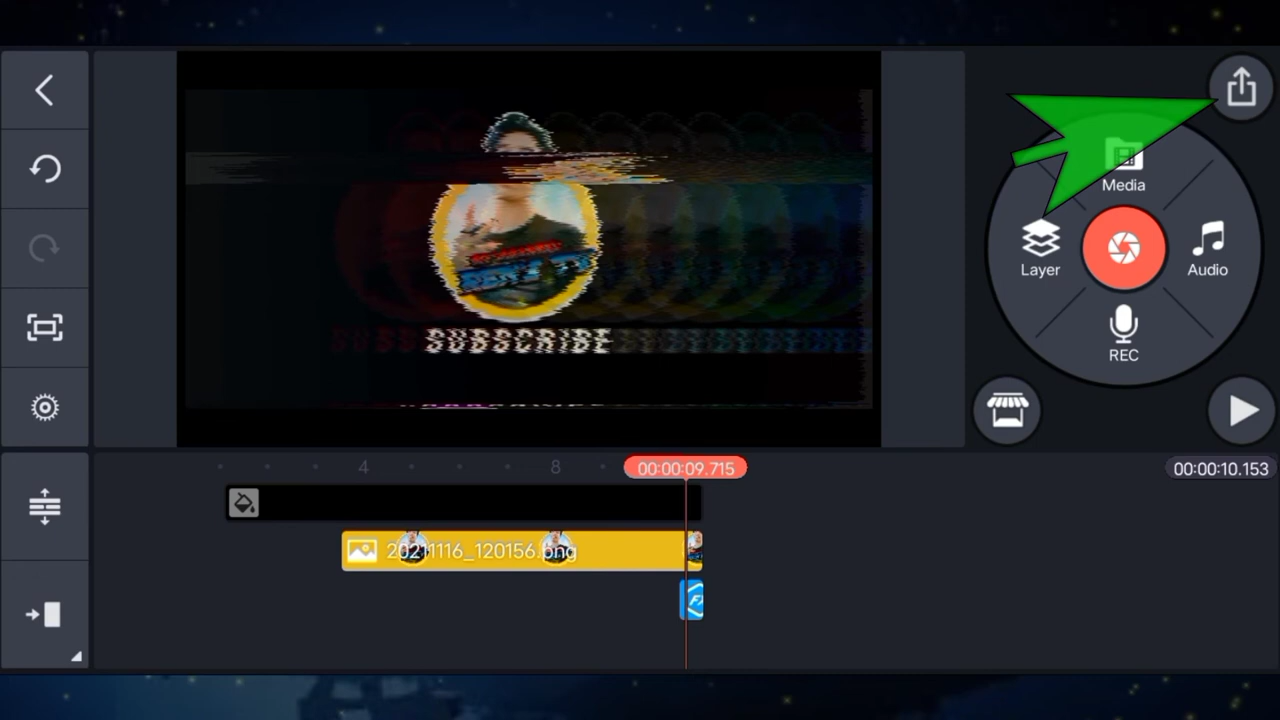 Media
Layer
Audio
REC
SUBSCRIBE
4
8
00:00:09.715
00:00:10.153
20211116_120156.png